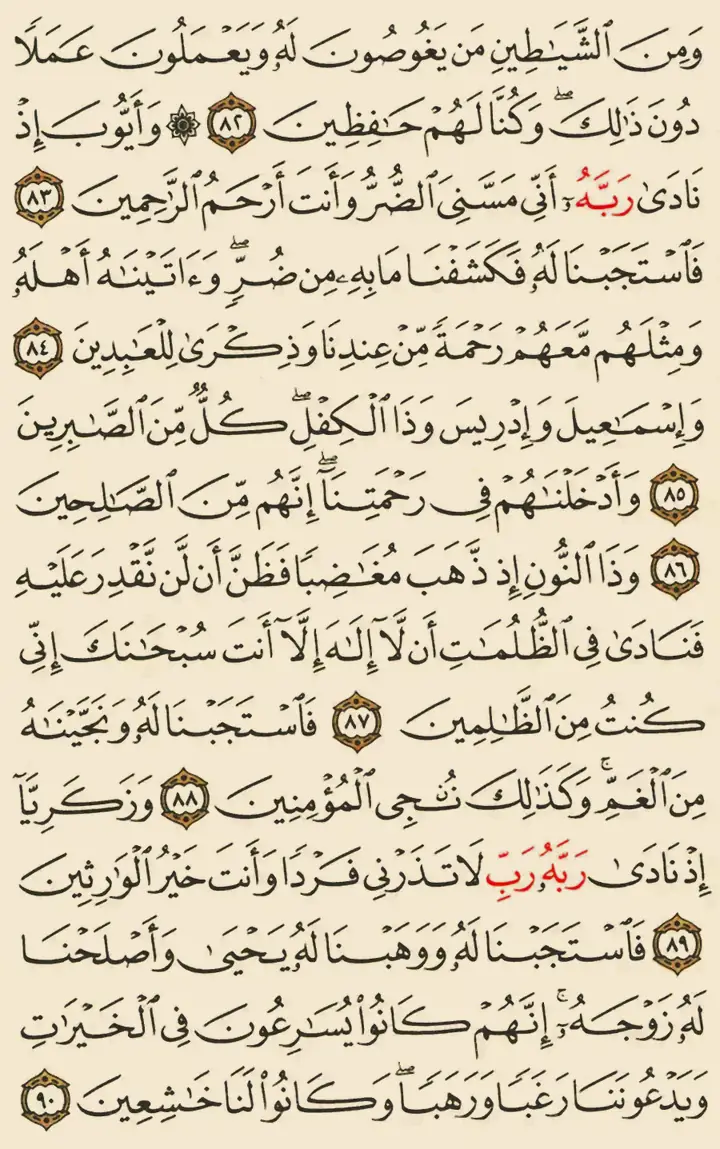 وَمِنَ ٱلشَّيَـٰطِينِ مَن يَغُوصُونَ لَهُۥ وَيَعْمَلُونَ عَمَلًا
دُونَ ذَٰلِكَ ۖ وَكُنَّا لَهُمْ حَـٰفِظِينَ ٨٢ ۞ وَأَيُّوبَ إِذْ
نَادَىٰ رَبَّهُۥٓ أَنِّى مَسَّنِىَ ٱلضُّرُّ وَأَنتَ أَرْحَمُ ٱلرَّٰحِمِينَ ٨٣
فَٱسْتَجَبْنَا لَهُۥ فَكَشَفْنَا مَا بِهِۦ مِن ضُرٍّ ۖ وَءَاتَيْنَـٰهُ أَهْلَهُۥ
وَمِثْلَهُم مَّعَهُمْ رَحْمَةً مِّنْ عِندِنَا وَذِكْرَىٰ لِلْعَـٰبِدِينَ ٨٤
وَإِسْمَـٰعِيلَ وَإِدْرِيسَ وَذَا ٱلْكِفْلِ ۖ كُلٌّ مِّنَ ٱلصَّـٰبِرِينَ
٨٥ وَأَدْخَلْنَـٰهُمْ فِى رَحْمَتِنَآ ۖ إِنَّهُم مِّنَ ٱلصَّـٰلِحِينَ
٨٦ وَذَا ٱلنُّونِ إِذ ذَّهَبَ مُغَـٰضِبًا فَظَنَّ أَن لَّن نَّقْدِرَ عَلَيْهِ
فَنَادَىٰ فِى ٱلظُّلُمَـٰتِ أَن لَّآ إِلَـٰهَ إِلَّآ أَنتَ سُبْحَـٰنَكَ إِنِّى
كُنتُ مِنَ ٱلظَّـٰلِمِينَ ٨٧ فَٱسْتَجَبْنَا لَهُۥ وَنَجَّيْنَـٰهُ
مِنَ ٱلْغَمِّ ۚ وَكَذَٰلِكَ نُـۨجِى ٱلْمُؤْمِنِينَ ٨٨ وَزَكَرِيَّآ
إِذْ نَادَىٰ رَبَّهُۥ رَبِّ لَا تَذَرْنِى فَرْدًا وَأَنتَ خَيْرُ ٱلْوَٰرِثِينَ
٨٩ فَٱسْتَجَبْنَا لَهُۥ وَوَهَبْنَا لَهُۥ يَحْيَىٰ وَأَصْلَحْنَا
لَهُۥ زَوْجَهُۥٓ ۚ إِنَّهُمْ كَانُوا۟ يُسَـٰرِعُونَ فِى ٱلْخَيْرَٰتِ
وَيَدْعُونَنَا رَغَبًا وَرَهَبًا ۖ وَكَانُوا۟ لَنَا خَـٰشِعِينَ ٩٠